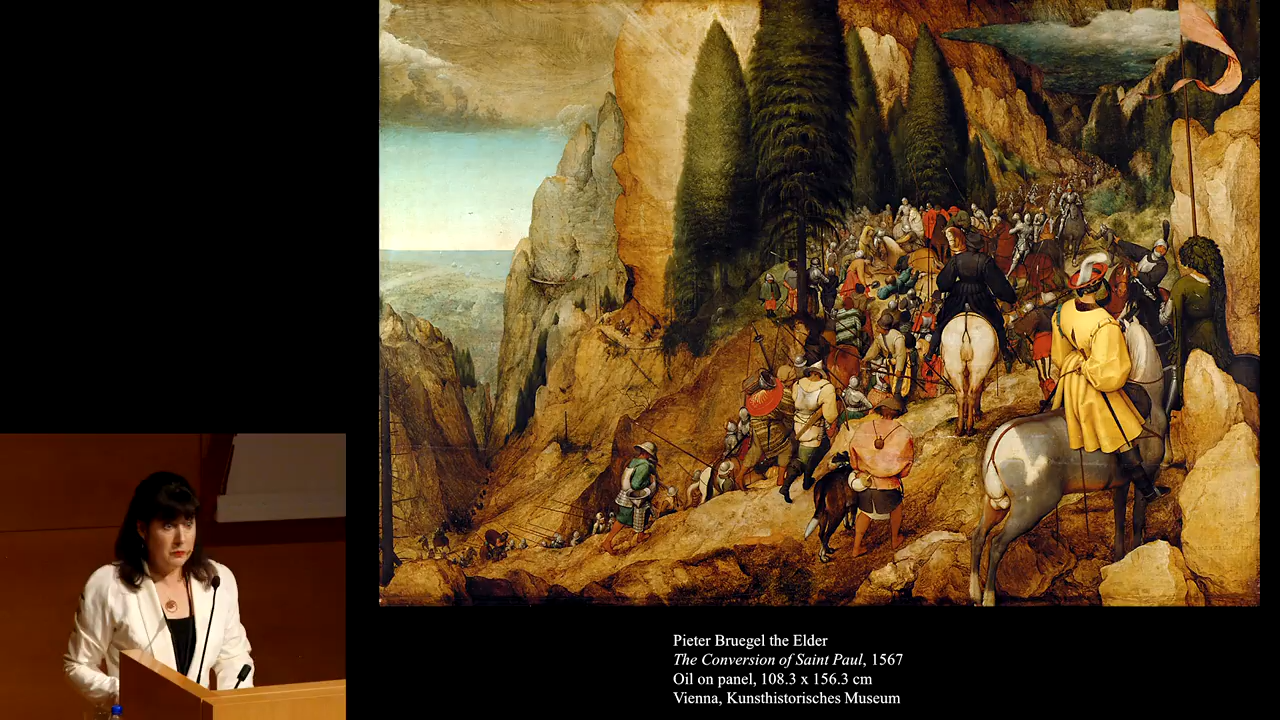 Pieter Bruegel the Elder
The Conversion of Saint Paul, 1567
Oil on panel, 108.3 x 156.3 cm
Vienna, Kunsthistorisches Museum